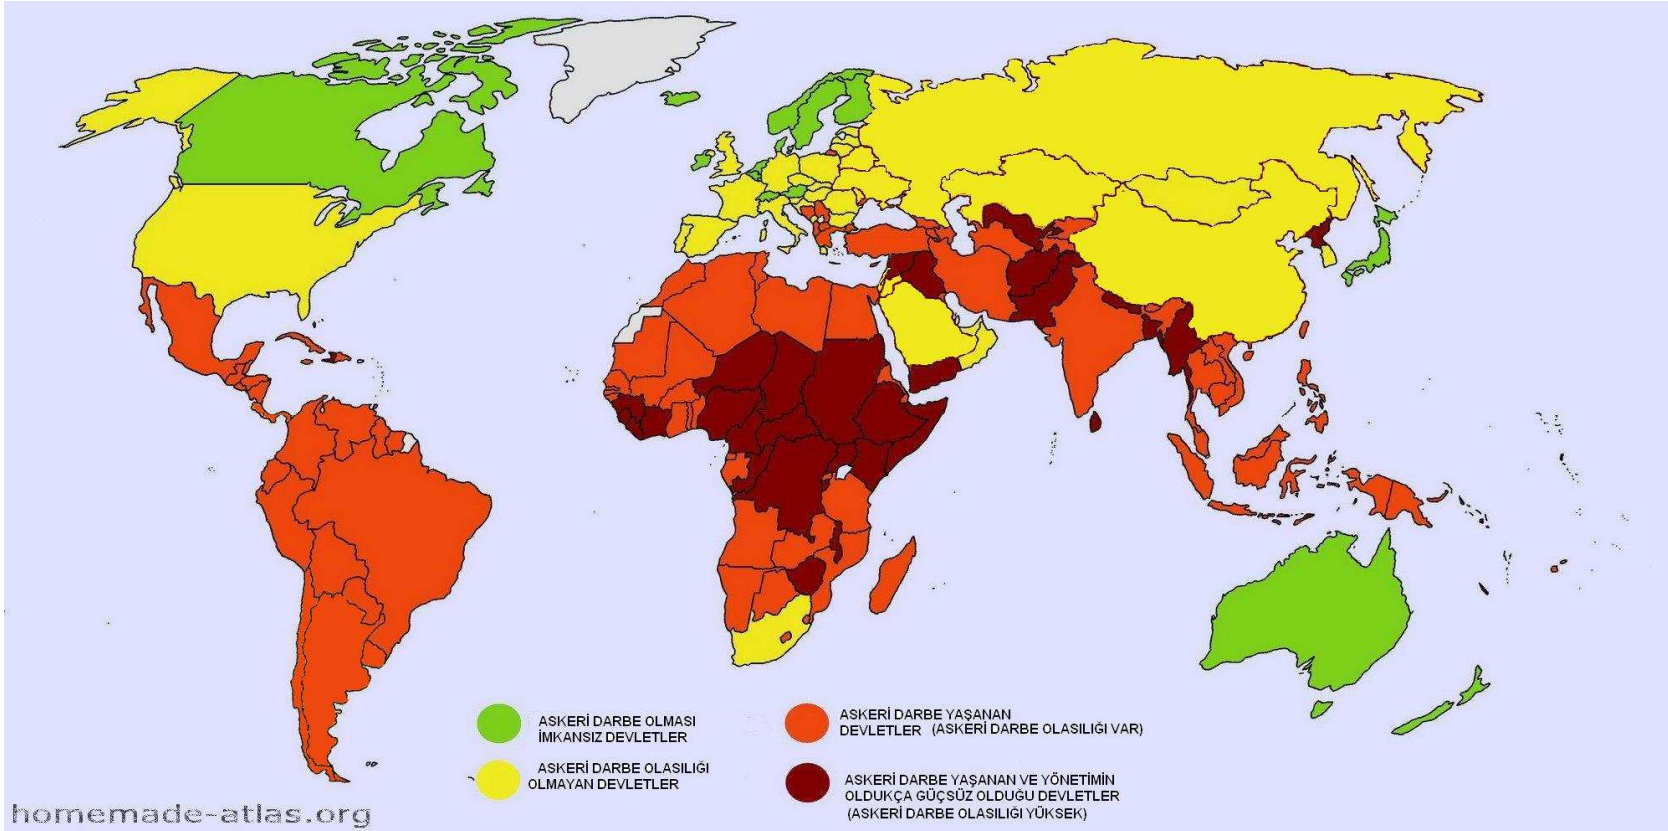 ASKERİ DARBE OLMASI
İMKANSIZ DEVLETLER
ASKERİ DARBE OLASILIĞI
OLMAYAN DEVLETLER
ASKERİ DARBE YAŞANAN
DEVLETLER (ASKERİ DARBE OLASILIĞI VAR)
ASKERİ DARBE YAŞANAN VE YÖNETİMİN
OLDUKÇA GÜÇSÜZ OLDUĞU DEVLETLER
(ASKERİ DARBE OLASILIĞI YÜKSEK)
homemade-atlas.org